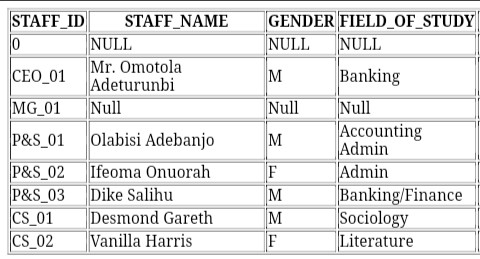 STAFF_ID STAFF_NAME GENDER FIELD_OF_STUDY
0 NULL NULL NULL
CEO_01 Mr. Omotola Adeturunbi M Banking
MG_01 Null Null Null
P&S_01 Olabisi Adebanjo M Accounting Admin
P&S_02 Ifeoma Onuorah F Admin
P&S_03 Dike Salihu M Banking/Finance
CS_01 Desmond Gareth M Sociology
CS_02 Vanilla Harris F Literature